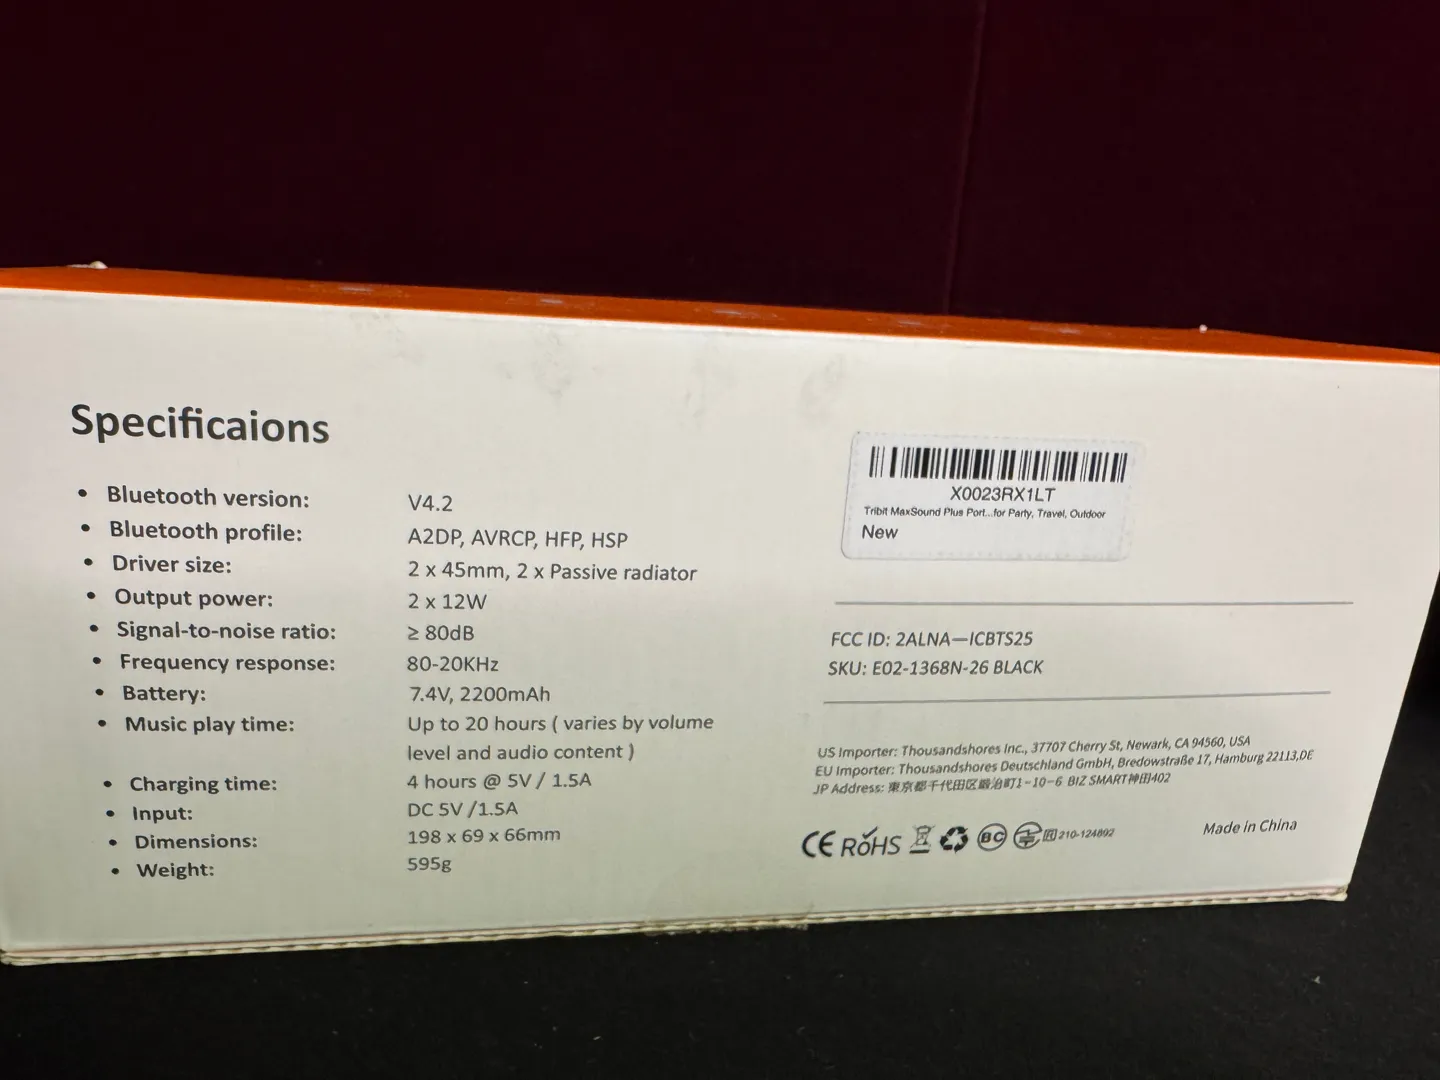 Specificaions
• Bluetooth version: V4.2
• Bluetooth profile: A2DP, AVRCP, HFP, HSP
• Driver size: 2 x 45mm, 2 x Passive radiator
• Output power: 2 x 12W
• Signal-to-noise ratio: ≥ 80dB
• Frequency response: 80-20KHz
• Battery: 7.4V, 2200mAh
• Music play time: Up to 20 hours ( varies by volume
level and audio content )
• Charging time: 4 hours @ 5V / 1.5A
• Input: DC 5V /1.5A
• Dimensions: 198 x 69 x 66mm
• Weight: 595g
X0023RX1LT
Tribit MaxSound Plus Port...for Party, Travel, Outdoor
New
FCC ID: 2ALNA—ICBTS25
SKU: E02-1368N-26 BLACK
US Importer: Thousandshores Inc., 37707 Cherry St, Newark, CA 94560, USA
EU Importer: Thousandshores Deutschland GmbH, Bredowstraße 17, Hamburg 22113,DE
JP Address: 東京都千代田区鍛治町1-10-6 BIZ SMART神田402
CE RoHS BC 210-124892
Made in China